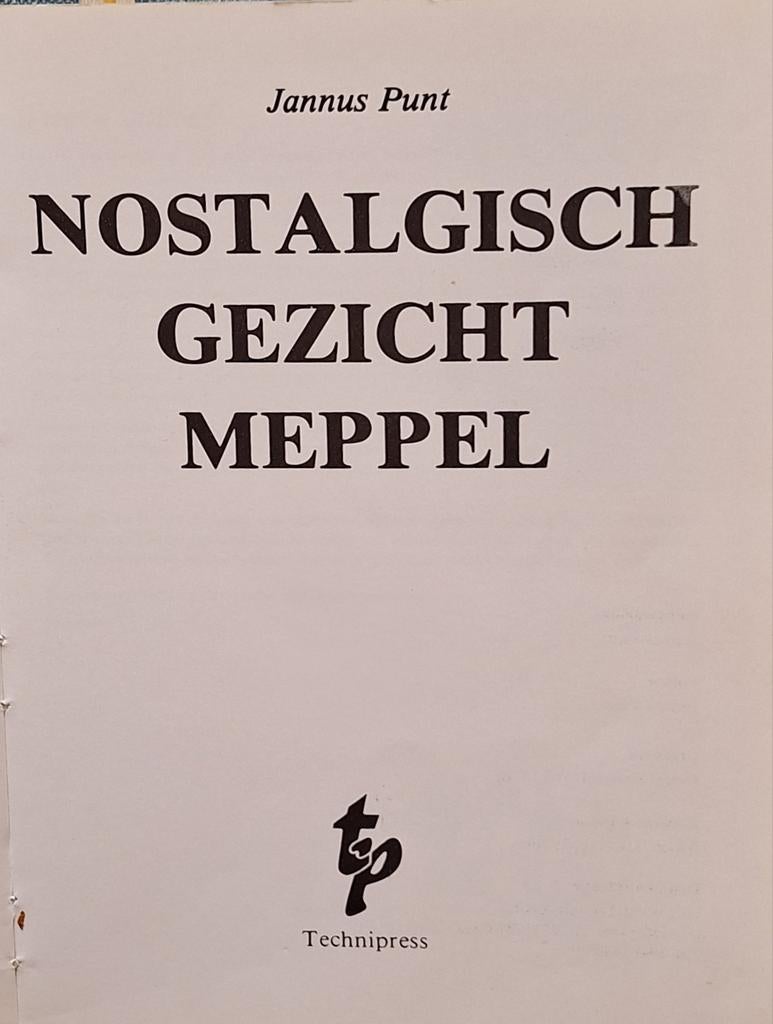 Jannus Punt
NOSTALGISCH
GEZICHT
MEPPEL
tp
Technipress